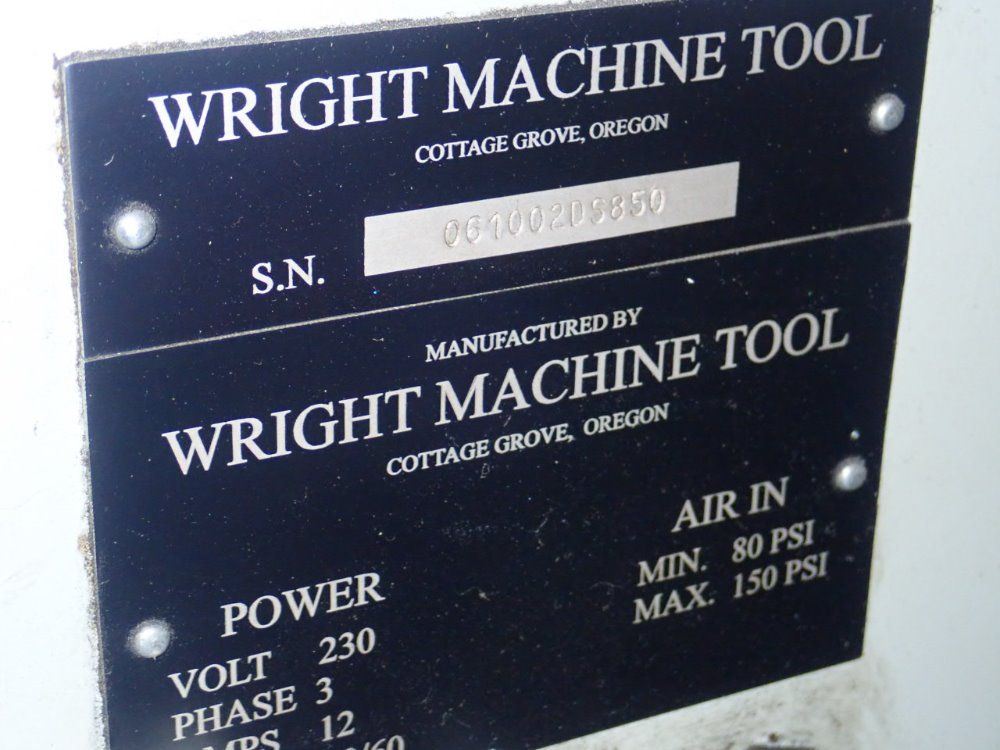 WRIGHT MACHINE TOOL
COTTAGE GROVE, OREGON
S.N. 061002DS850
MANUFACTURED BY
WRIGHT MACHINE TOOL
COTTAGE GROVE, OREGON
POWER
VOLT 230
PHASE 3
12
AIR IN
MIN. 80 PSI
MAX. 150 PSI